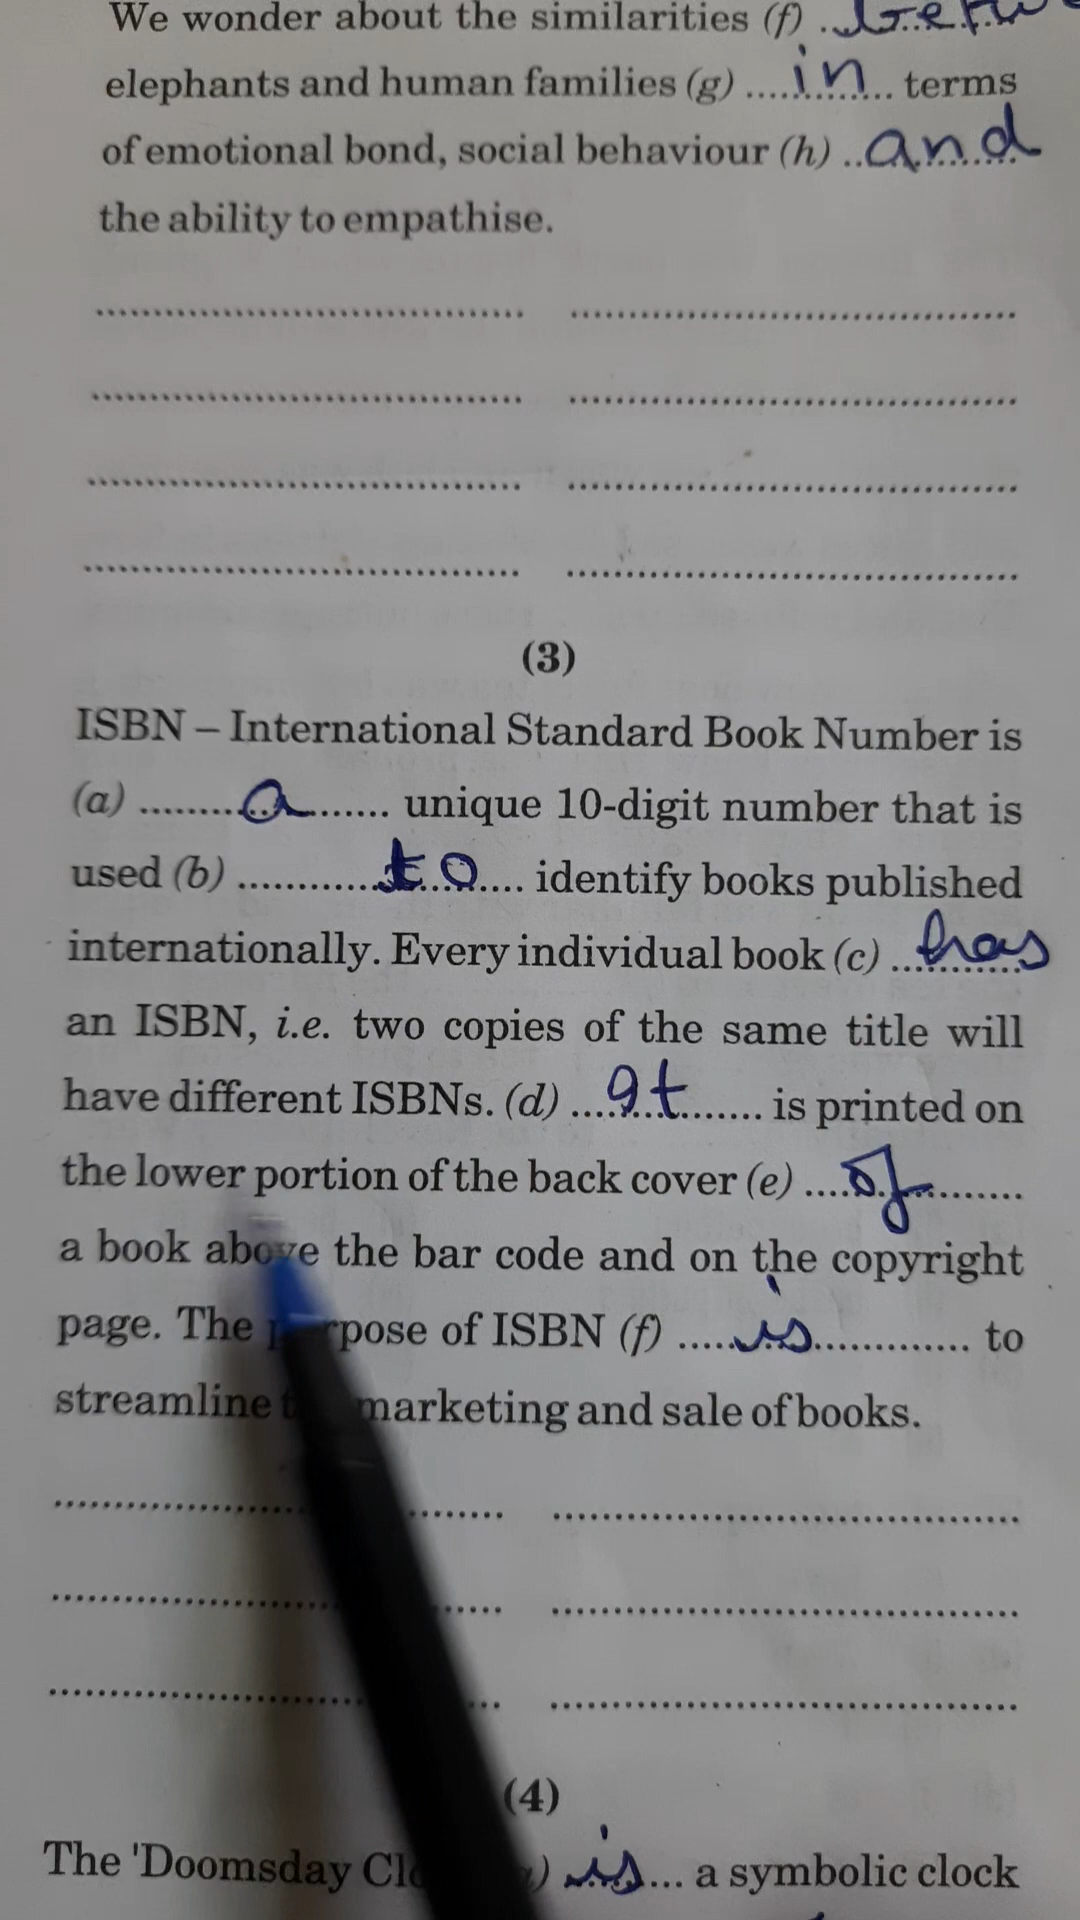 We wonder about the similarities (f) ..........
elephants and human families (g) .....in..... terms
of emotional bond, social behaviour (h) ..and.....
the ability to empathise.
(3)
ISBN – International Standard Book Number is
(a) .........a........ unique 10-digit number that is
used (b) ............to.... identify books published
internationally. Every individual book (c) ...has...
an ISBN, i.e. two copies of the same title will
have different ISBNs. (d) ....It....... is printed on
the lower portion of the back cover (e) ....of.........
a book above the bar code and on the copyright
page. The purpose of ISBN (f) .....is............. to
streamline marketing and sale of books.
(4)
The 'Doomsday is... a symbolic clock